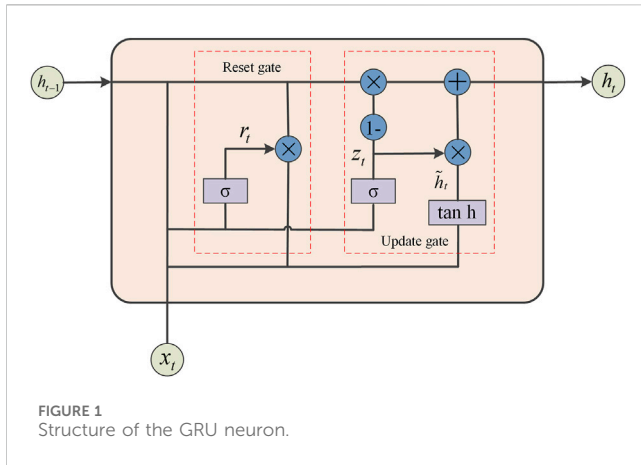 Reset gate
h_{t-1}
×
+
h_t
1-
r_t
×
z_t
×
σ
σ
h̃_t
tan h
Update gate
x_t
FIGURE 1
Structure of the GRU neuron.